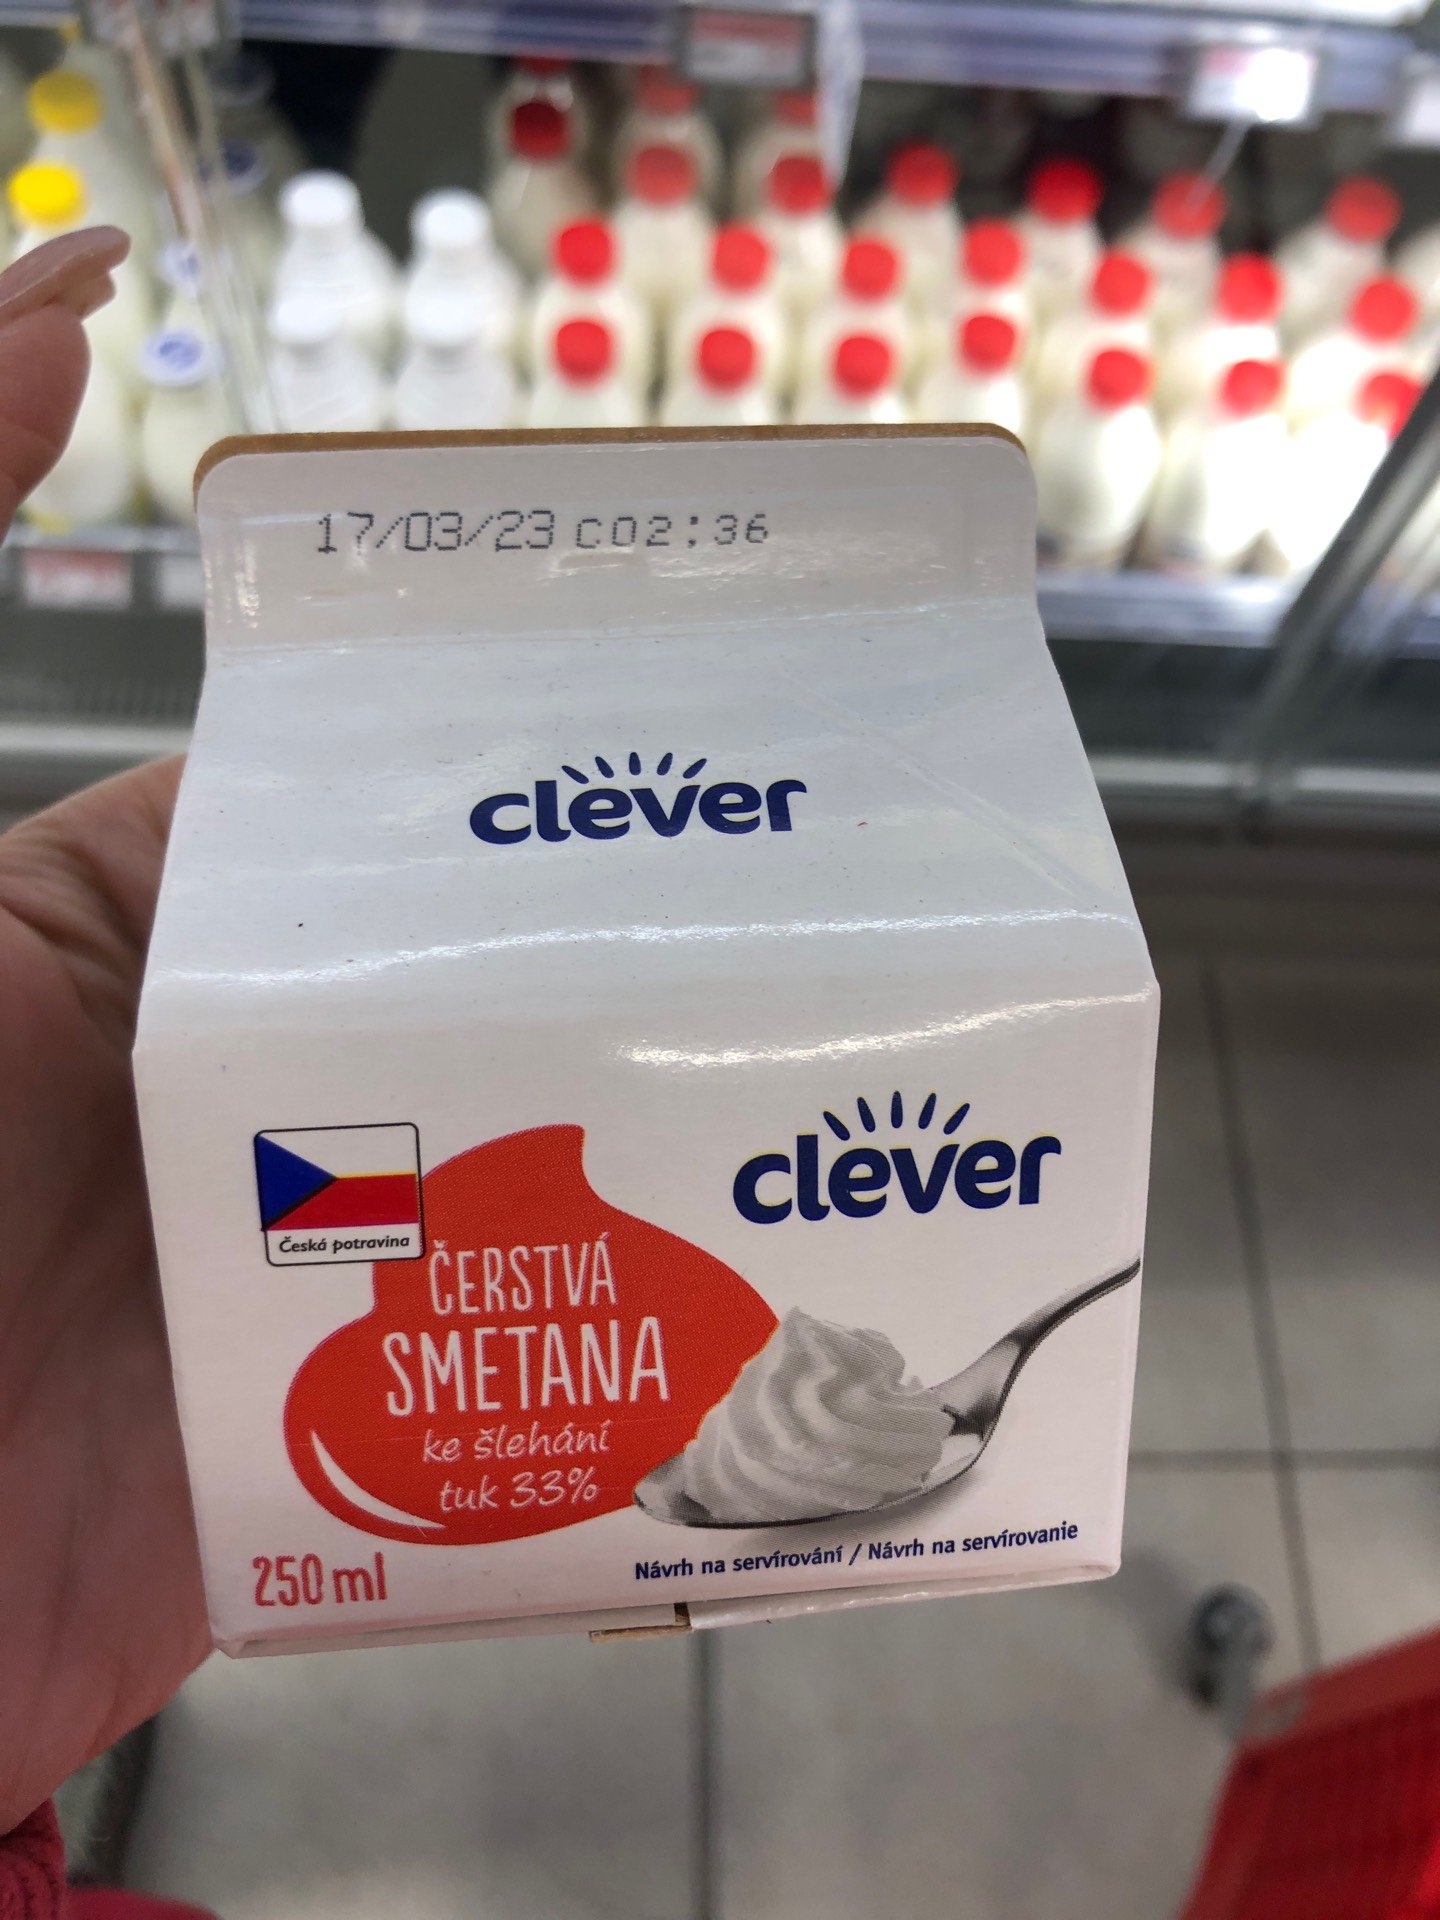 17/03/23 C02:36
clever
clever
Česká potravina
ČERSTVÁ
SMETANA
ke šlehání
tuk 33%
250 ml
Návrh na servírování / Návrh na servírovanie